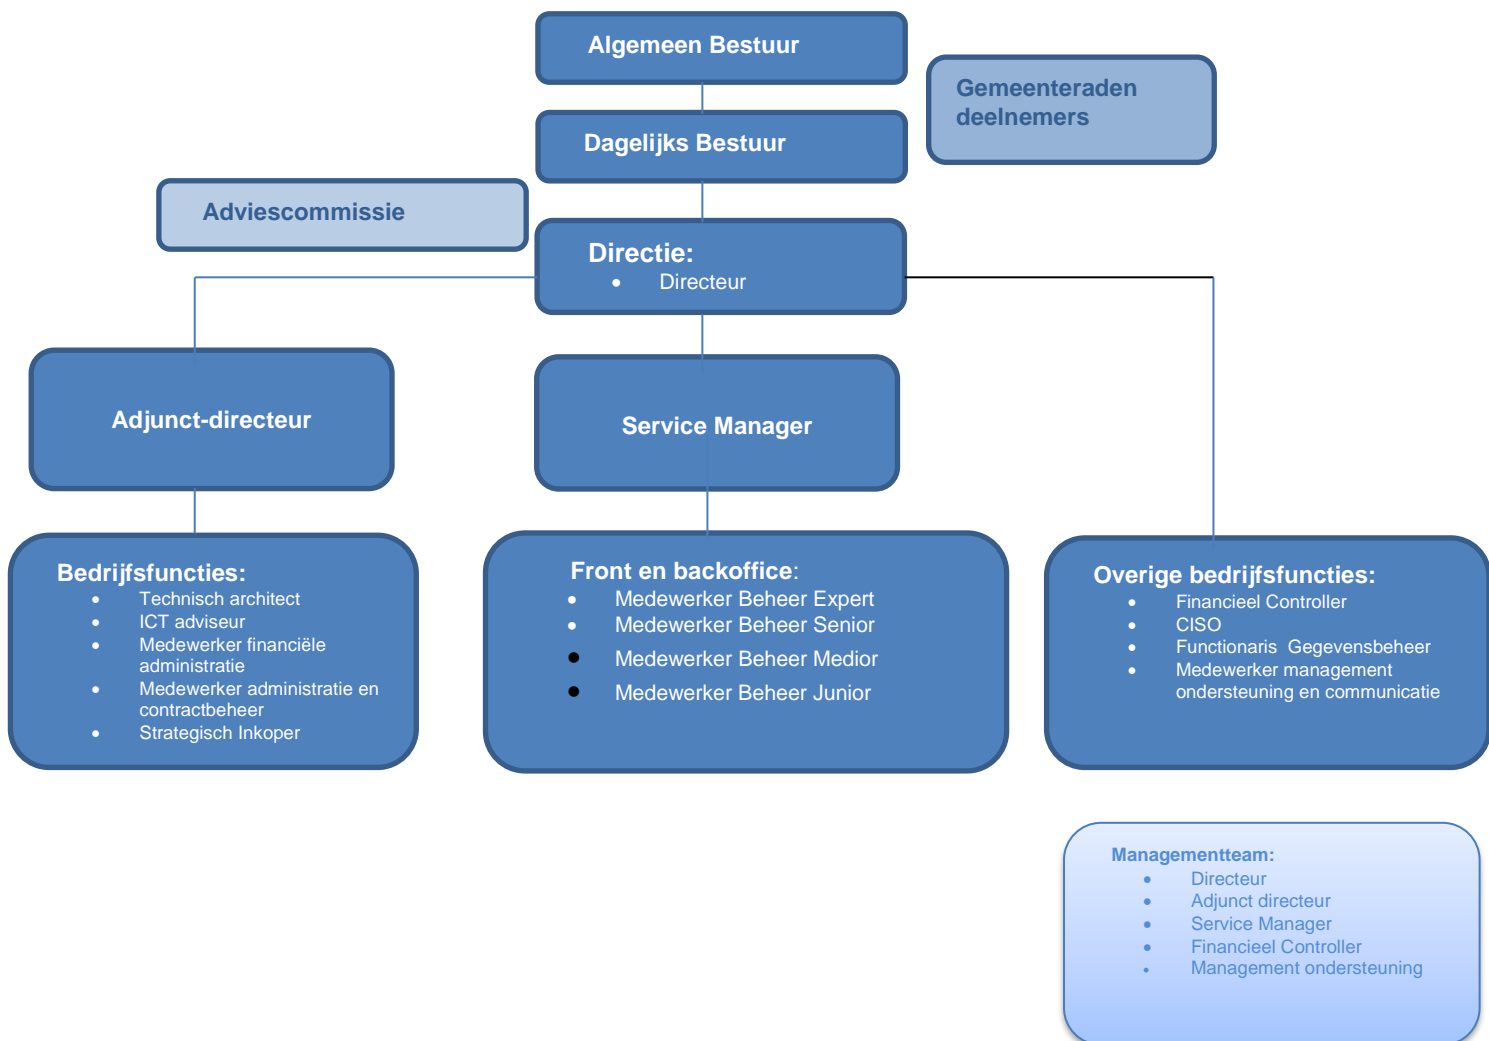 Algemeen Bestuur
Gemeenteraden
deelnemers
Dagelijks Bestuur
Adviescommissie
Directie:
• Directeur
Adjunct-directeur
Service Manager
Bedrijfsfuncties:
• Technisch architect
• ICT adviseur
• Medewerker financiële
administratie
• Medewerker administratie en
contractbeheer
• Strategisch Inkoper
Front en backoffice:
• Medewerker Beheer Expert
• Medewerker Beheer Senior
• Medewerker Beheer Medior
• Medewerker Beheer Junior
Overige bedrijfsfuncties:
• Financieel Controller
• CISO
• Functionaris Gegevensbeheer
• Medewerker management
ondersteuning en communicatie
Managementteam:
• Directeur
• Adjunct directeur
• Service Manager
• Financieel Controller
• Management ondersteuning